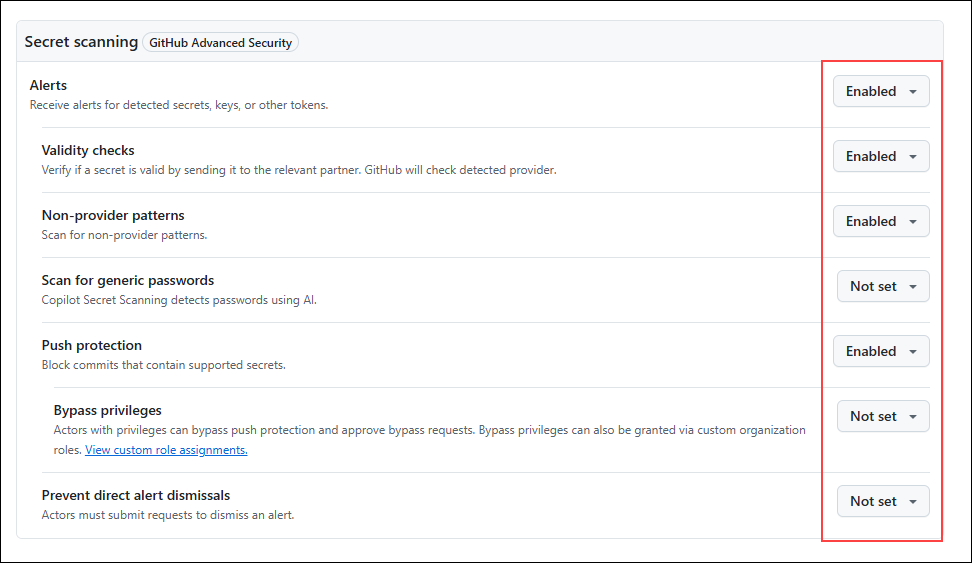 Secret scanning GitHub Advanced Security
Alerts
Enabled
Receive alerts for detected secrets, keys, or other tokens.
Validity checks
Enabled
Verify if a secret is valid by sending it to the relevant partner. GitHub will check detected provider.
Non-provider patterns
Enabled
Scan for non-provider patterns.
Scan for generic passwords
Not set
Copilot Secret Scanning detects passwords using AI.
Push protection
Enabled
Block commits that contain supported secrets.
Bypass privileges
Not set
Actors with privileges can bypass push protection and approve bypass requests. Bypass privileges can also be granted via custom organization
roles. View custom role assignments.
Prevent direct alert dismissals
Not set
Actors must submit requests to dismiss an alert.